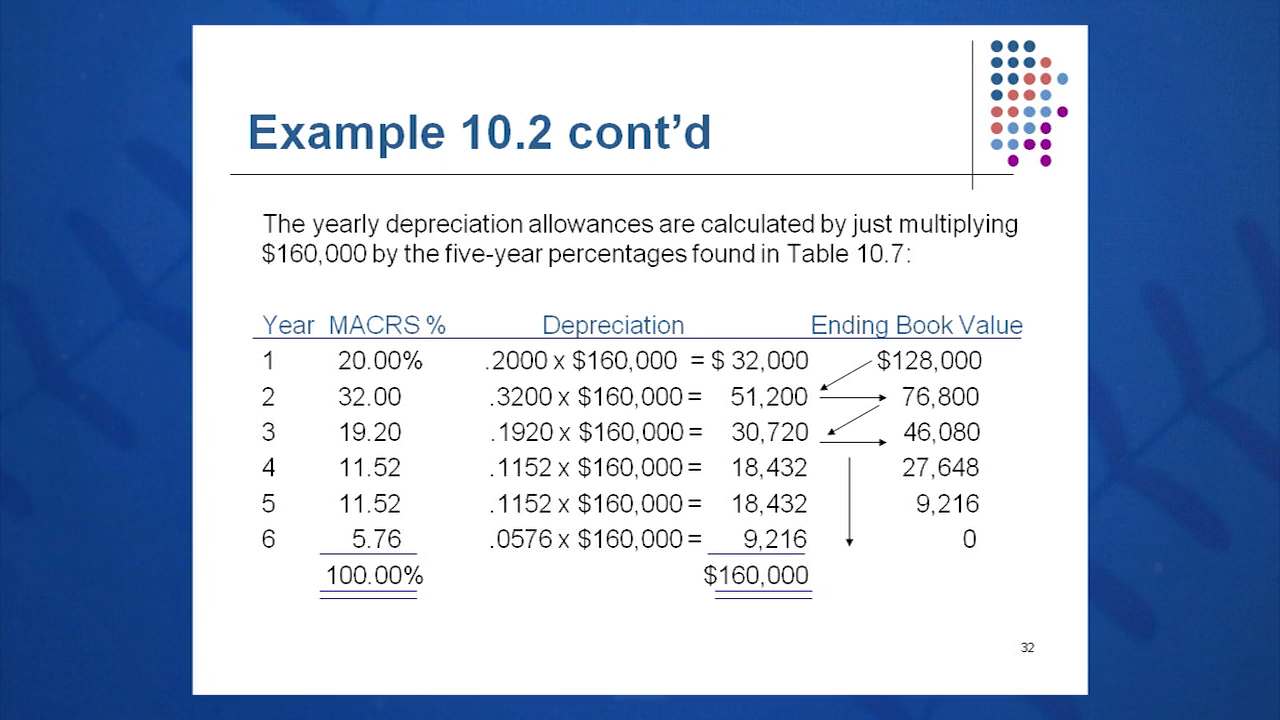 Example 10.2 cont’d
The yearly depreciation allowances are calculated by just multiplying
$160,000 by the five-year percentages found in Table 10.7:
Year MACRS % Depreciation Ending Book Value
1 20.00% .2000 x $160,000 = $ 32,000 $128,000
2 32.00 .3200 x $160,000 = 51,200 76,800
3 19.20 .1920 x $160,000 = 30,720 46,080
4 11.52 .1152 x $160,000 = 18,432 27,648
5 11.52 .1152 x $160,000 = 18,432 9,216
6 5.76 .0576 x $160,000 = 9,216 0
100.00% $160,000
32